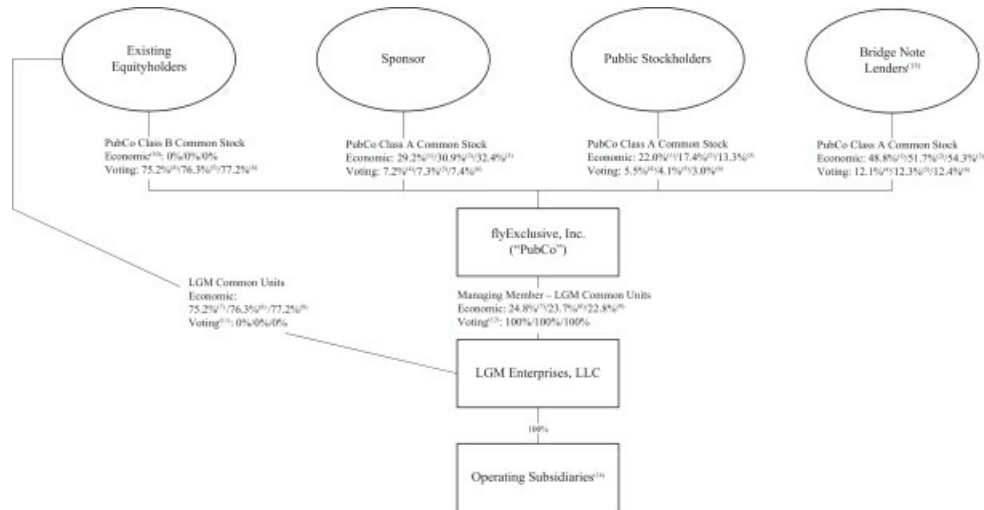 Existing
Equityholders
Sponsor
Public Stockholders
Bridge Note
Lenders(13)
PubCo Class B Common Stock
Economic(10): 0%/0%/0%
Voting: 75.2%(4)/76.3%(5)/77.2%(6)
PubCo Class A Common Stock
Economic: 29.2%(1)/30.9%(2)/32.4%(3)
Voting: 7.2%(4)/7.3%(5)/7.4%(6)
PubCo Class A Common Stock
Economic: 22.0%(1)/17.4%(2)/13.3%(3)
Voting: 5.5%(4)/4.1%(5)/3.0%(6)
PubCo Class A Common Stock
Economic: 48.8%(1)/51.7%(2)/54.3%(3)
Voting: 12.1%(4)/12.3%(5)/12.4%(6)
flyExclusive, Inc.
(“PubCo”)
LGM Common Units
Economic:
75.2%(7)/76.3%(8)/77.2%(9)
Voting(11): 0%/0%/0%
Managing Member – LGM Common Units
Economic: 24.8%(7)/23.7%(8)/22.8%(9)
Voting(12): 100%/100%/100%
LGM Enterprises, LLC
100%
Operating Subsidiaries(14)